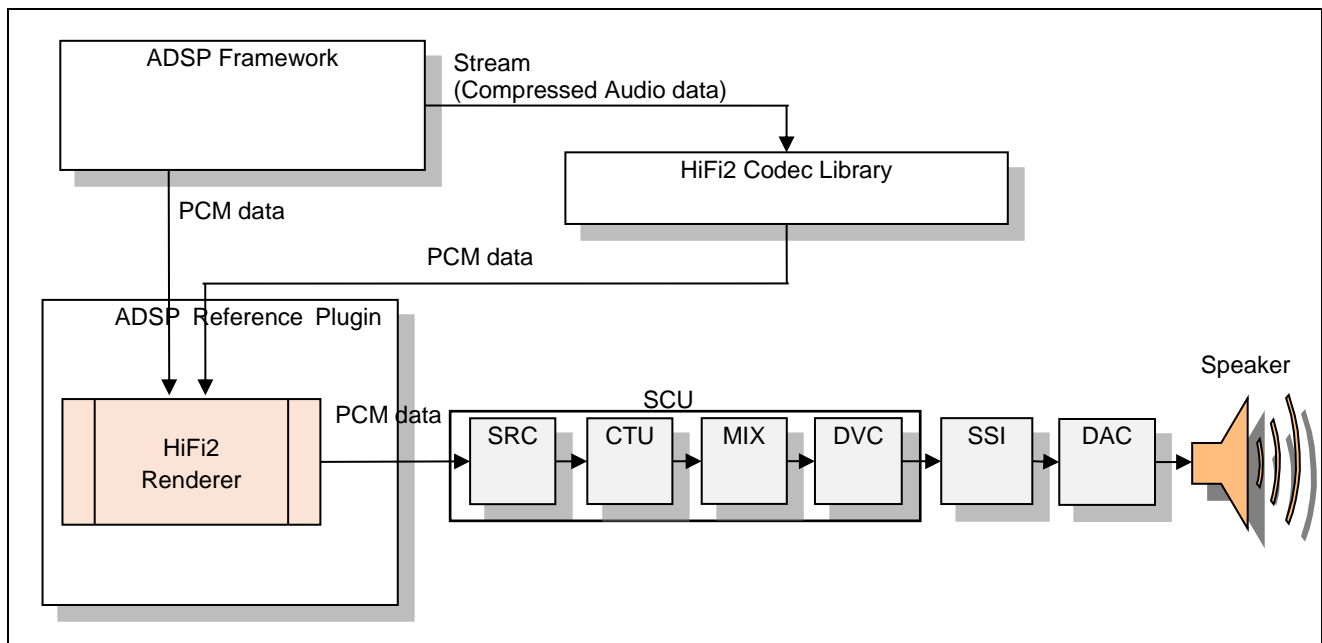 ADSP Framework
Stream
(Compressed Audio data)
HiFi2 Codec Library
PCM data
PCM data
ADSP Reference Plugin
HiFi2
Renderer
PCM data
SCU
SRC
CTU
MIX
DVC
SSI
DAC
Speaker